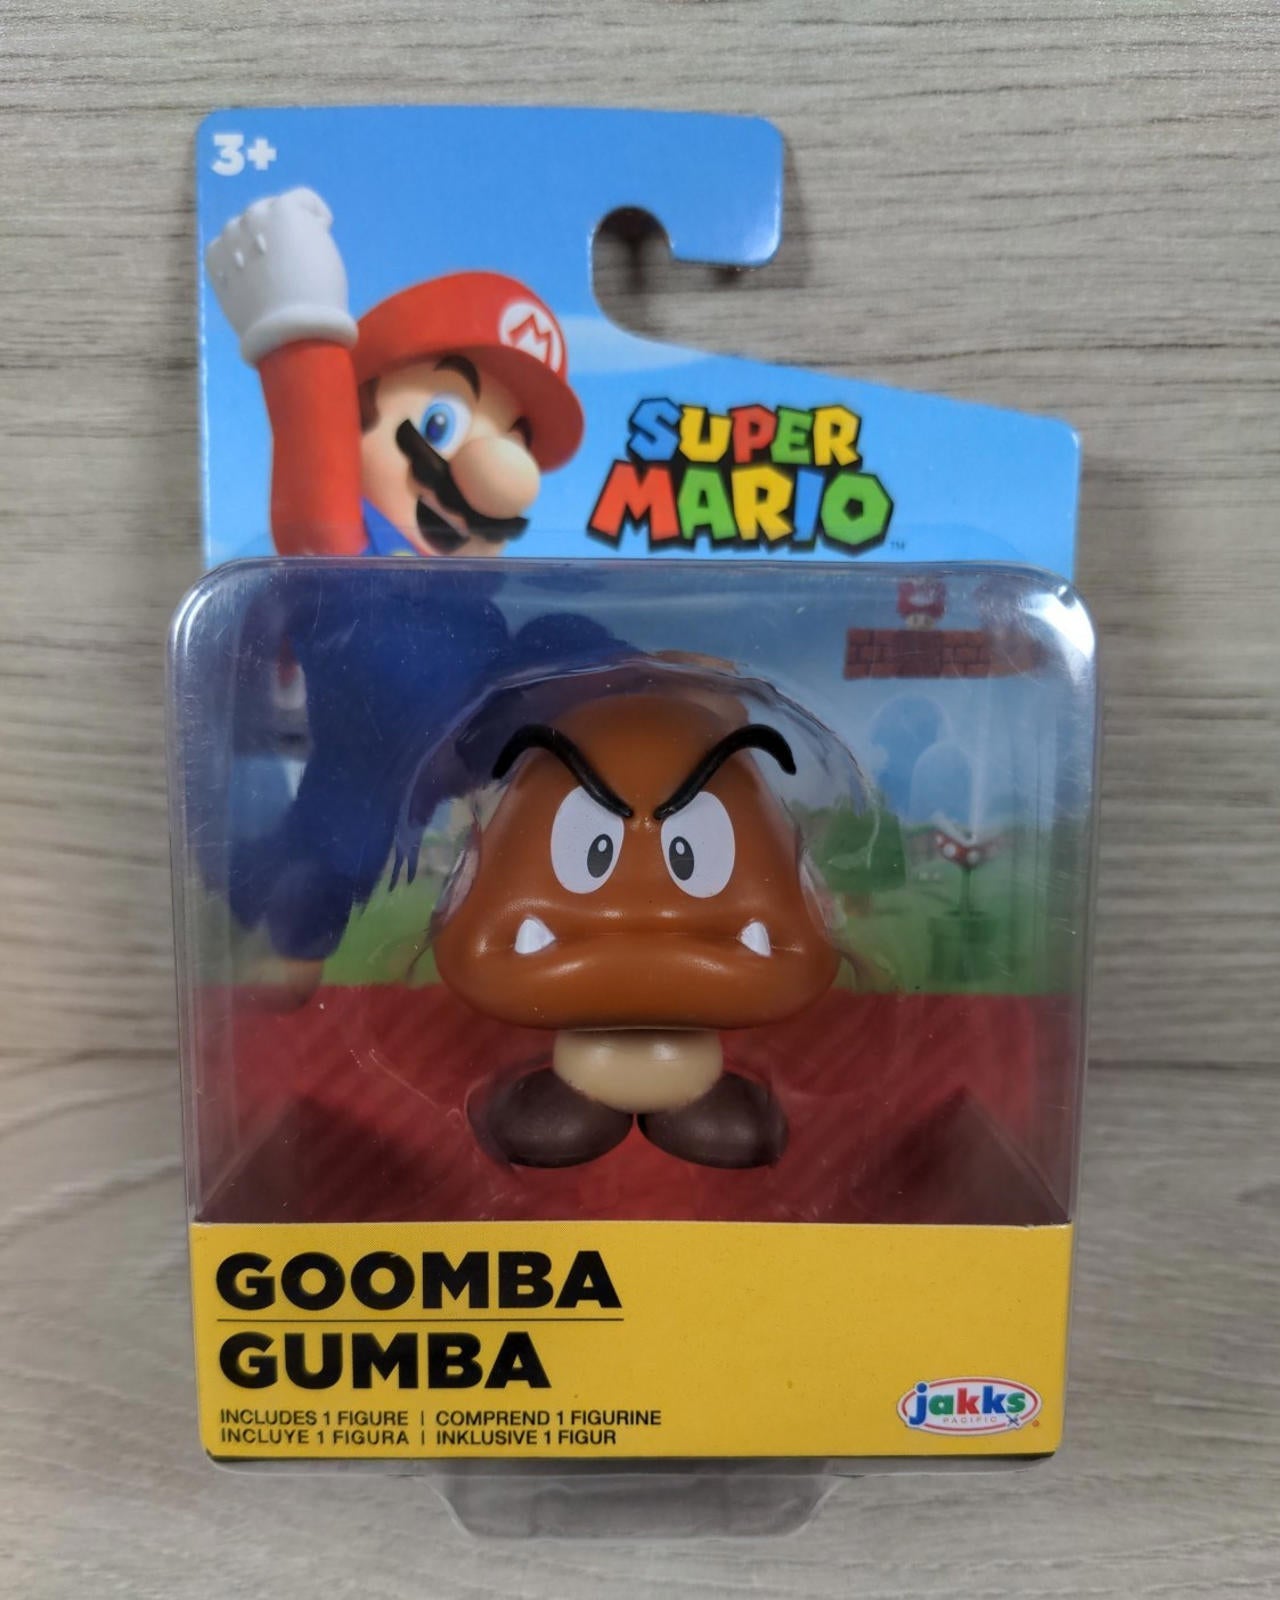 3+
SUPER
MARIO
TM
GOOMBA
GUMBA
INCLUDES 1 FIGURE | COMPREND 1 FIGURINE
INCLUYE 1 FIGURA | INKLUSIVE 1 FIGUR
jakks
PACIFIC